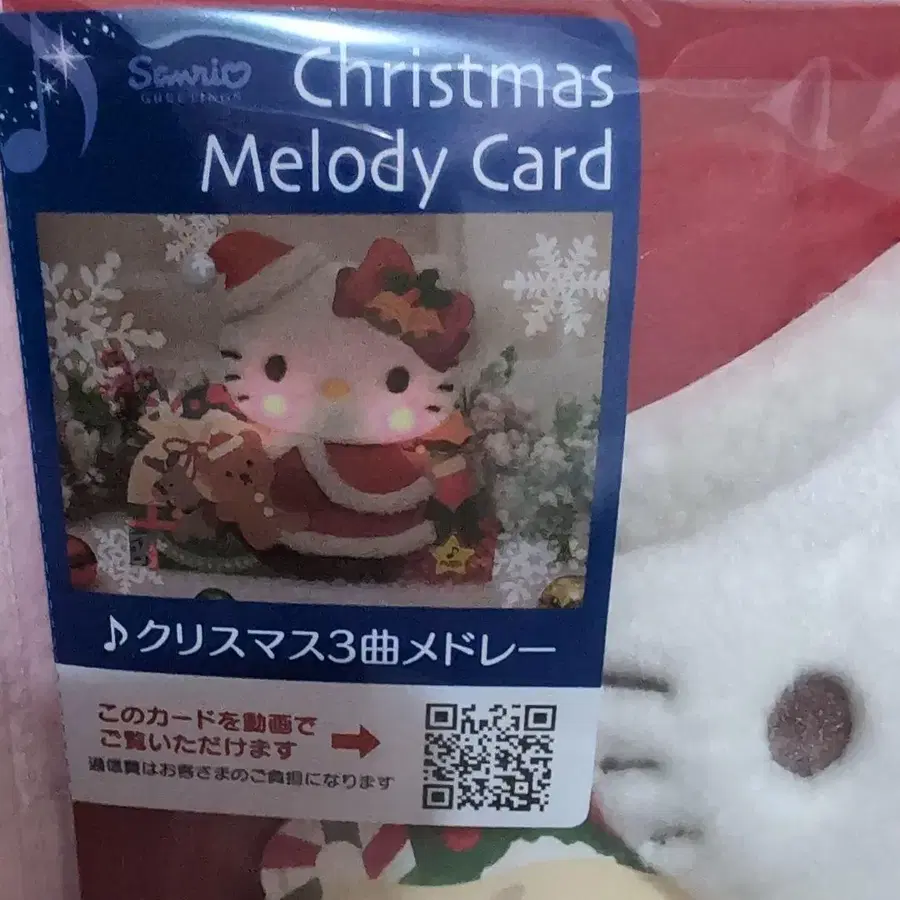 Sanrio
GREETINGS
Christmas
Melody Card
♪クリスマス3曲メドレー
このカードを動画で
ご覧いただけます
通信費はお客さまのご負担になります